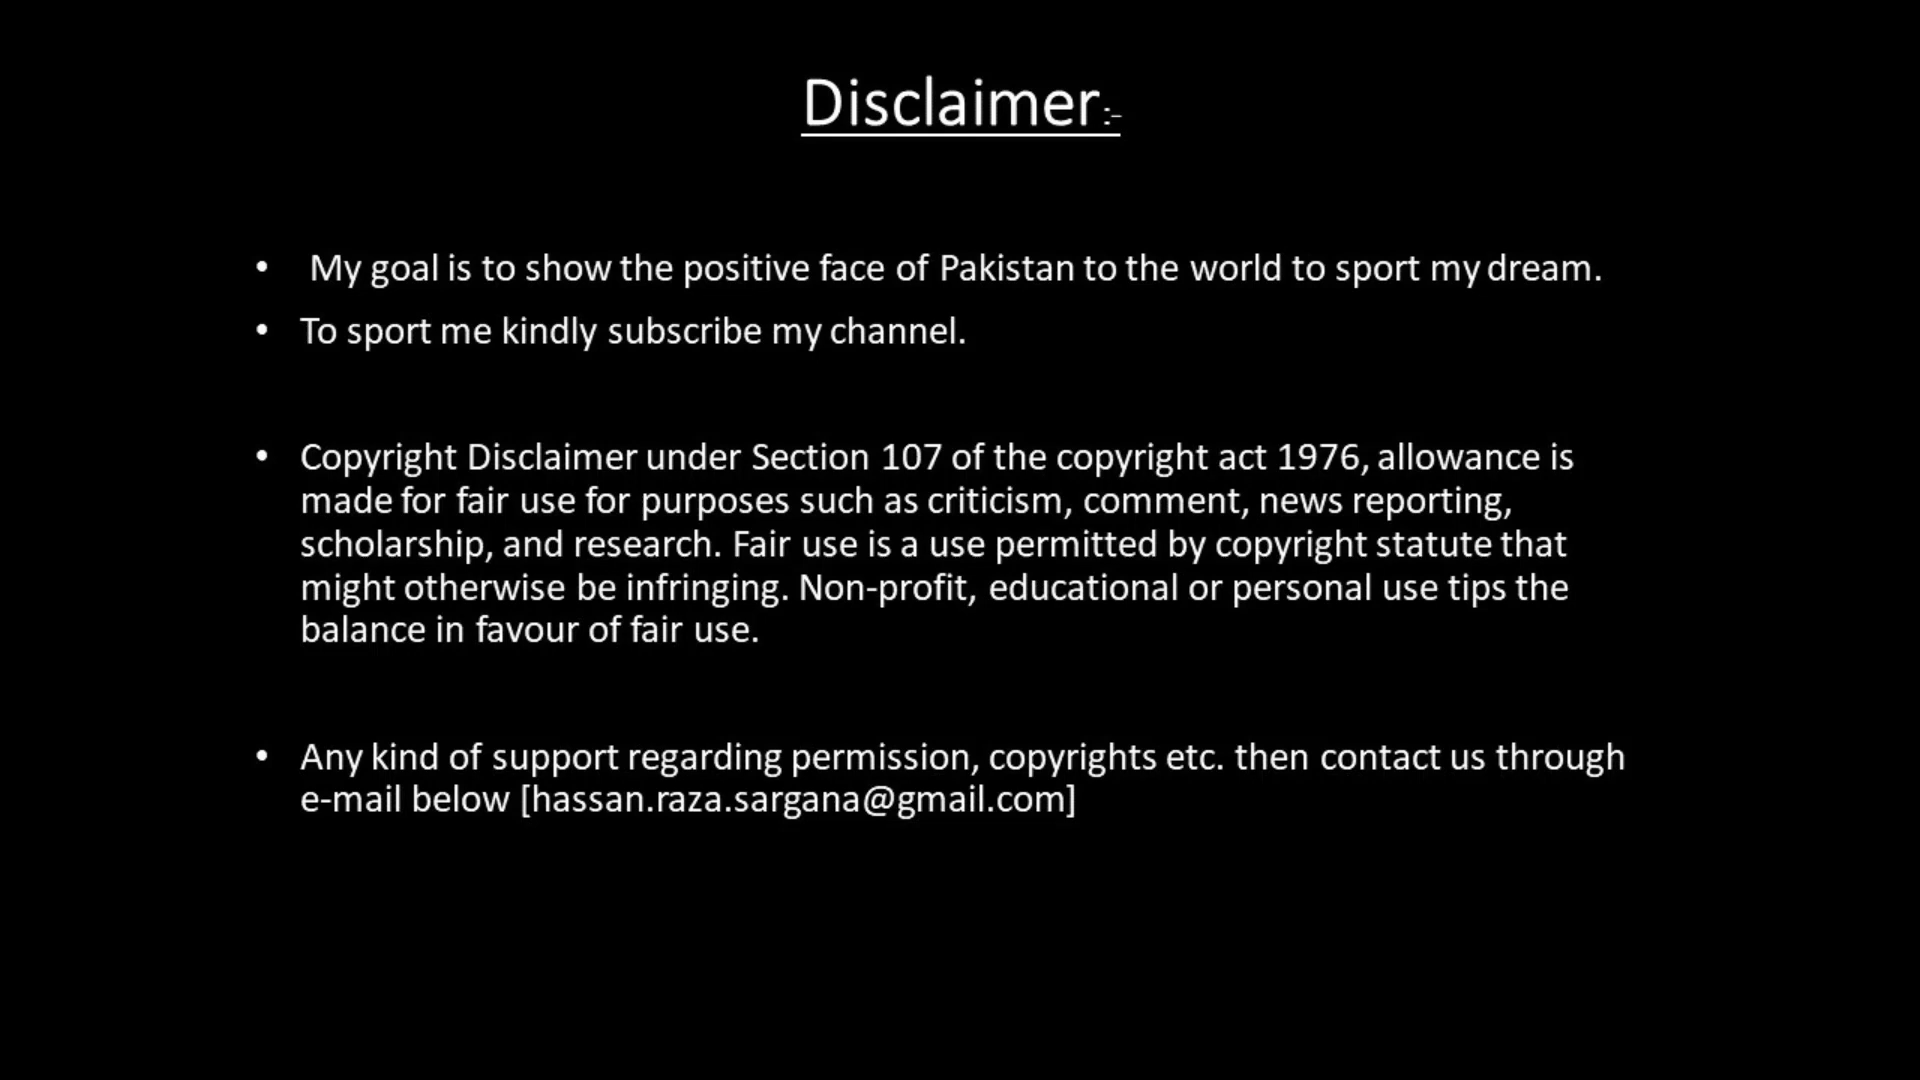 Disclaimer:-
• My goal is to show the positive face of Pakistan to the world to sport my dream.
• To sport me kindly subscribe my channel.
• Copyright Disclaimer under Section 107 of the copyright act 1976, allowance is
made for fair use for purposes such as criticism, comment, news reporting,
scholarship, and research. Fair use is a use permitted by copyright statute that
might otherwise be infringing. Non-profit, educational or personal use tips the
balance in favour of fair use.
• Any kind of support regarding permission, copyrights etc. then contact us through
e-mail below [hassan.raza.sargana@gmail.com]